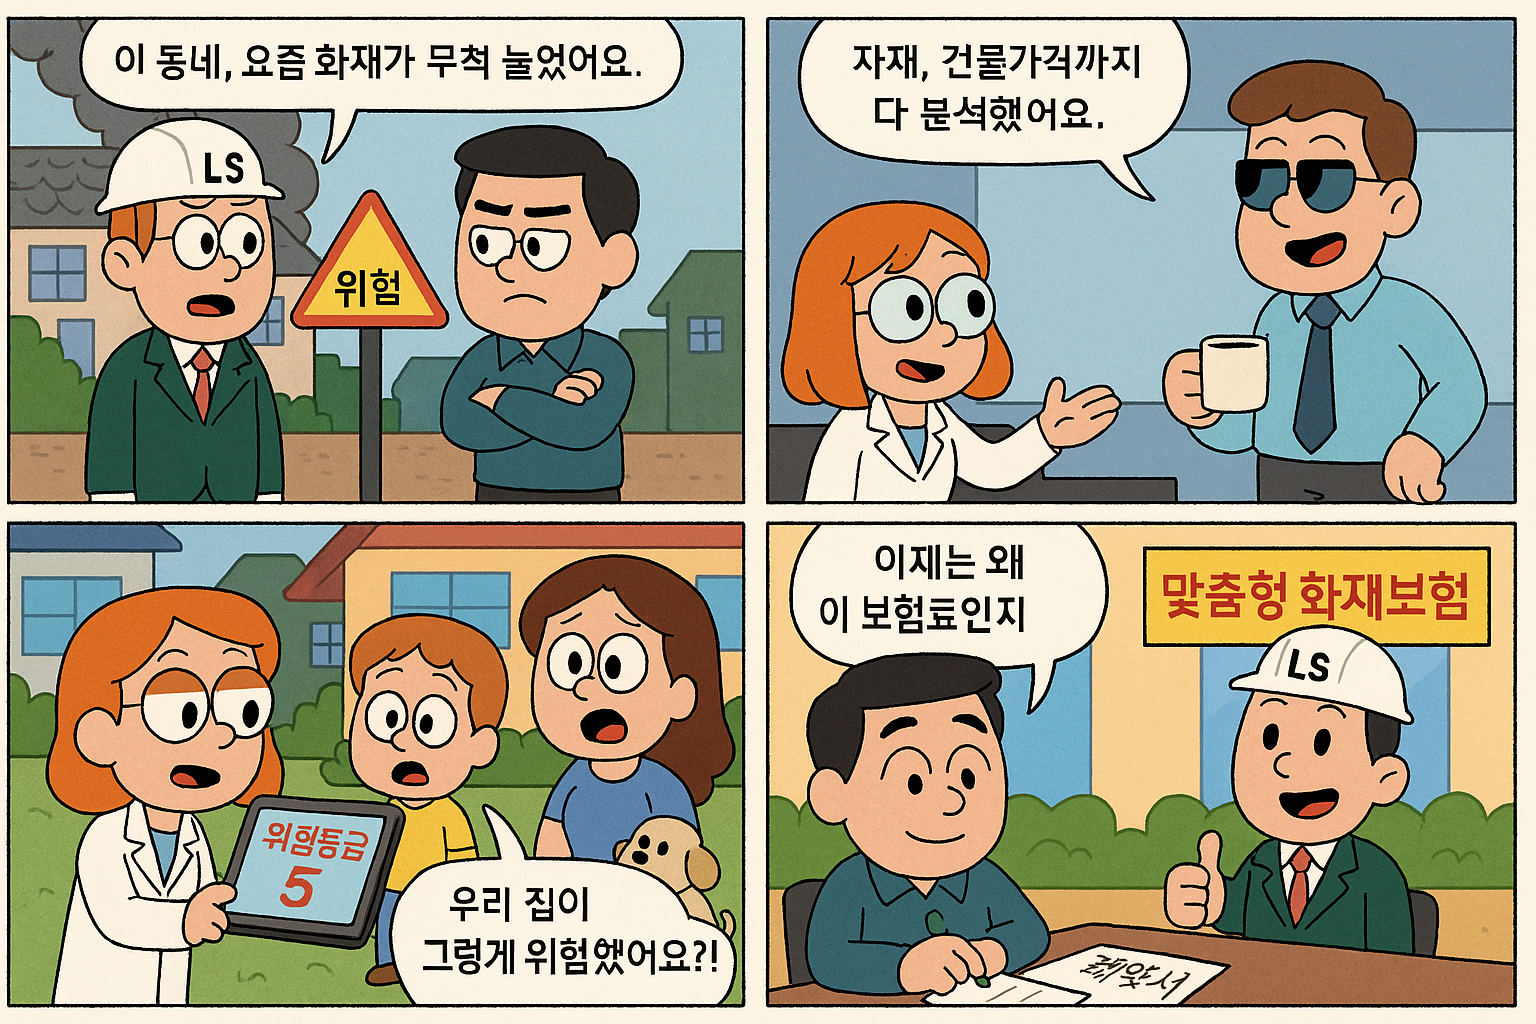 이 동네, 요즘 화재가 무척 늘었어요.
LS
위험
자재, 건물가격까지
다 분석했어요.
위험등급
5
우리 집이
그렇게 위험했어요?!
이제는 왜
이 보험료인지
맞춤형 화재보험
LS